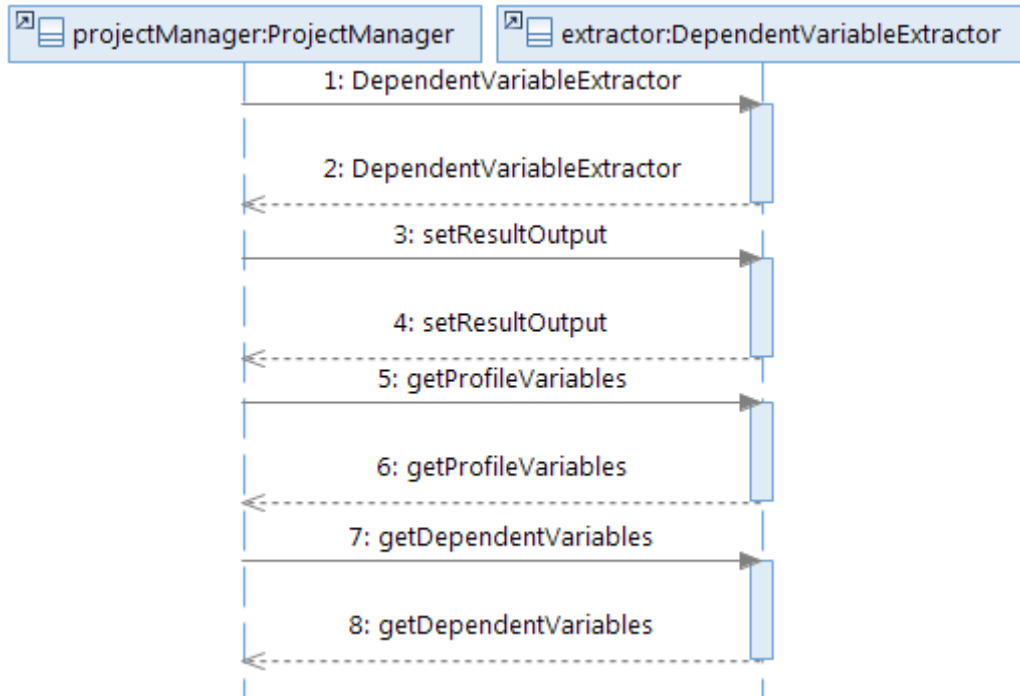 projectManager:ProjectManager
extractor:DependentVariableExtractor
1: DependentVariableExtractor
2: DependentVariableExtractor
3: setResultOutput
4: setResultOutput
5: getProfileVariables
6: getProfileVariables
7: getDependentVariables
8: getDependentVariables